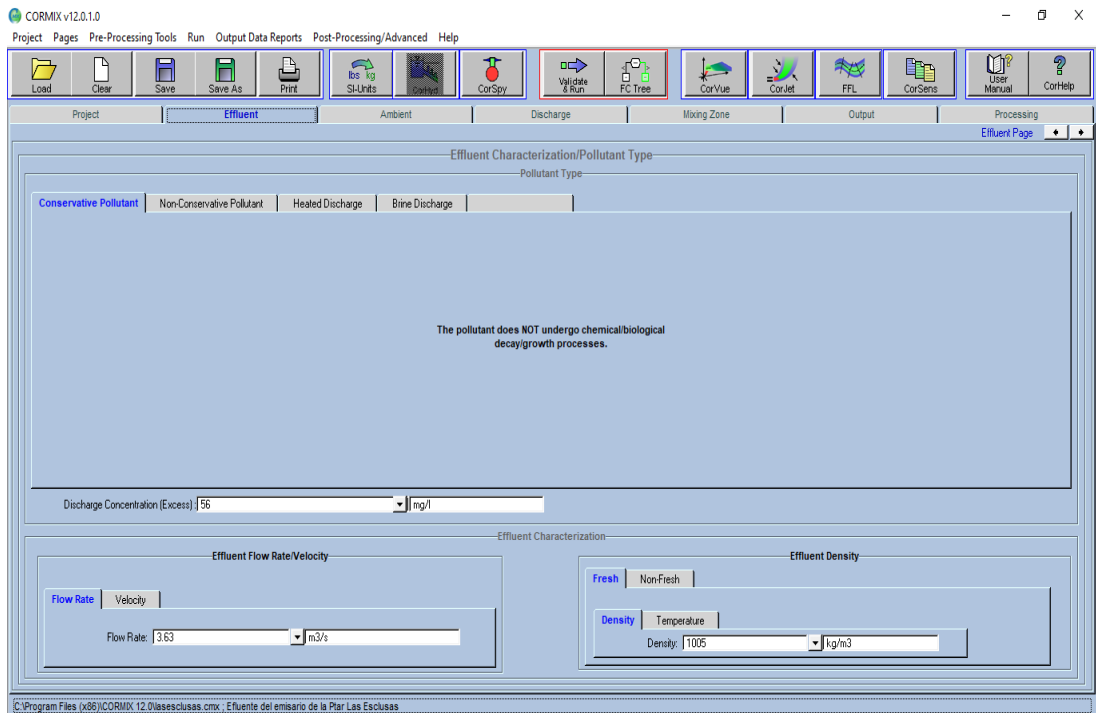 CORMIX v12.0.1.0
Project Pages Pre-Processing Tools Run Output Data Reports Post-Processing/Advanced Help
lbs kg
Load Clear Save Save As Print SI-Units CorHyd CorSpy Validate & Run FC Tree CorVue CorJet FFL CorSens User Manual CorHelp
Project Effluent Ambient Discharge Mixing Zone Output Processing
Effluent Page
Effluent Characterization/Pollutant Type
Pollutant Type
Conservative Pollutant Non-Conservative Pollutant Heated Discharge Brine Discharge
The pollutant does NOT undergo chemical/biological
decay/growth processes.
Discharge Concentration (Excess) : 56 mg/l
Effluent Characterization
Effluent Flow Rate/Velocity Effluent Density
Fresh Non-Fresh
Flow Rate Velocity
Density Temperature
Flow Rate: 3.63 m3/s
Density: 1005 kg/m3
C:\Program Files (x86)\CORMIX 12.0\lasesclusas.cmx ; Efluente del emisario de la Ptar Las Esclusas